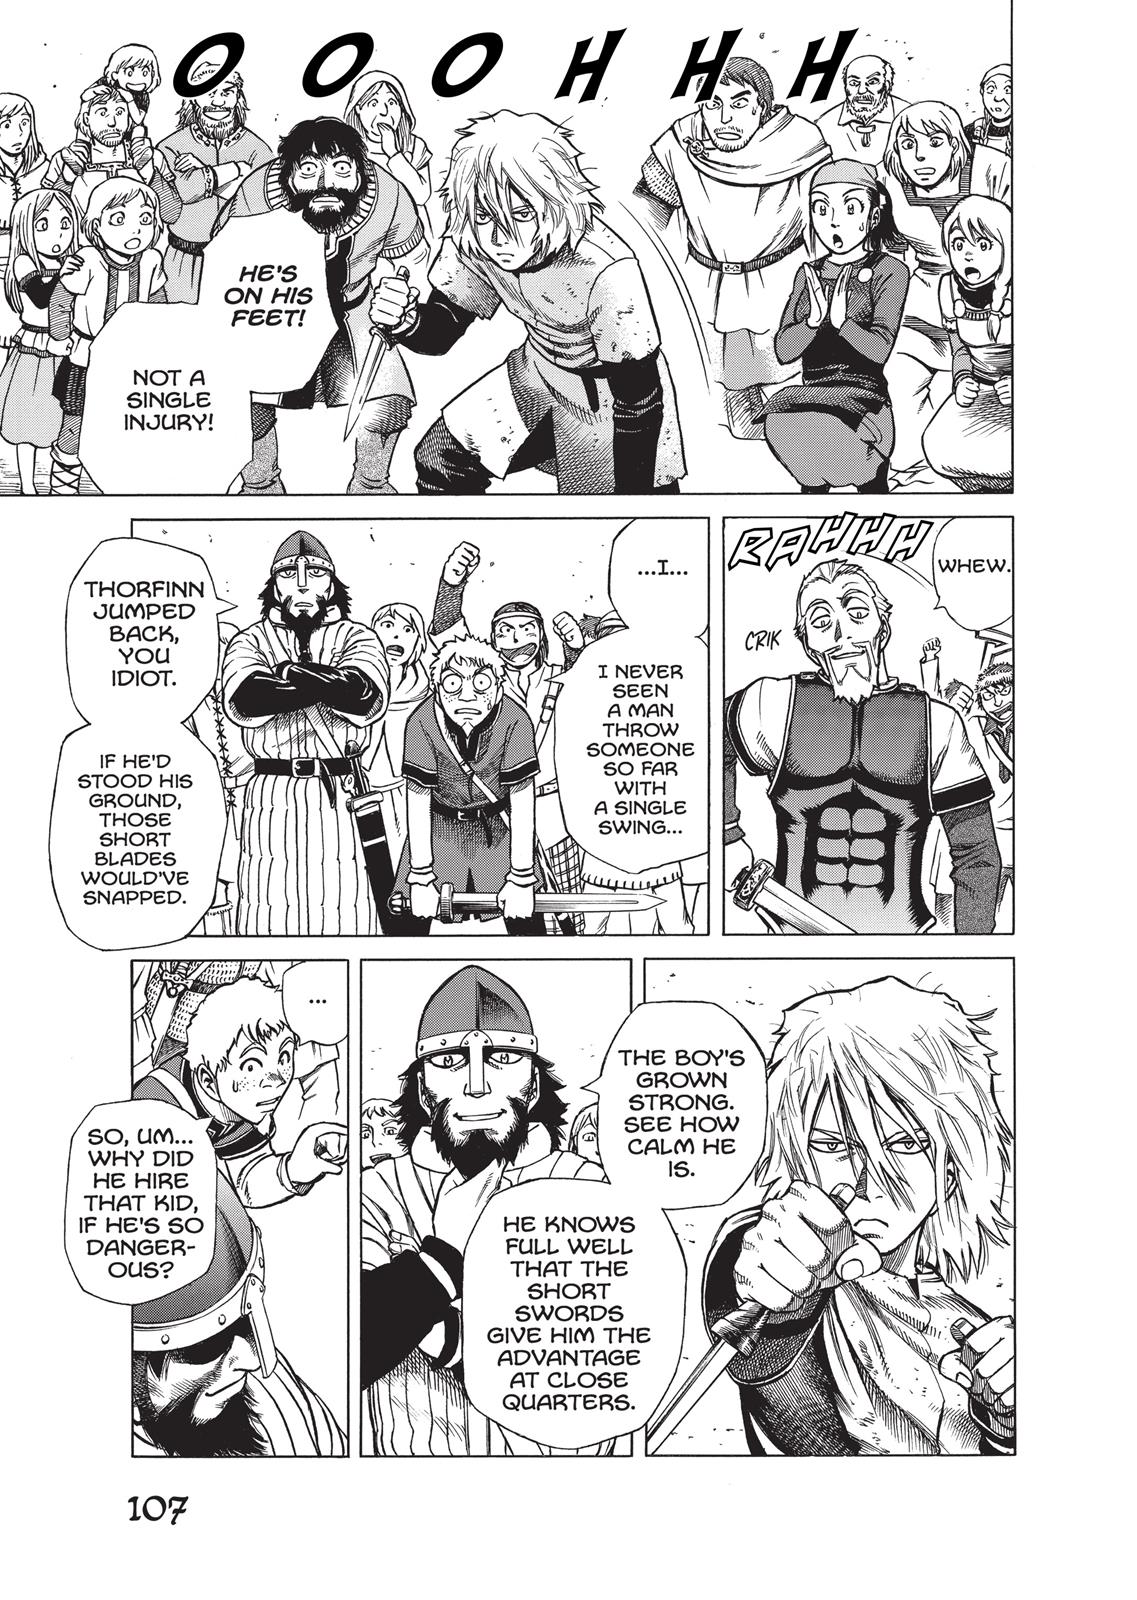 OOOHHH
HE'S
ON HIS
FEET!
NOT A
SINGLE
INJURY!
WHEW.
RAHHH
CRIK
...I...
I NEVER
SEEN
A MAN
THROW
SOMEONE
SO FAR
WITH
A SINGLE
SWING...
THORFINN
JUMPED
BACK,
YOU
IDIOT.
IF HE'D
STOOD HIS
GROUND,
THOSE
SHORT
BLADES
WOULD'VE
SNAPPED.
THE BOY'S
GROWN
STRONG.
SEE HOW
CALM HE
IS.
HE KNOWS
FULL WELL
THAT THE
SHORT
SWORDS
GIVE HIM THE
ADVANTAGE
AT CLOSE
QUARTERS.
...
SO, UM...
WHY DID
HE HIRE
THAT KID,
IF HE'S SO
DANGER-
OUS?
107